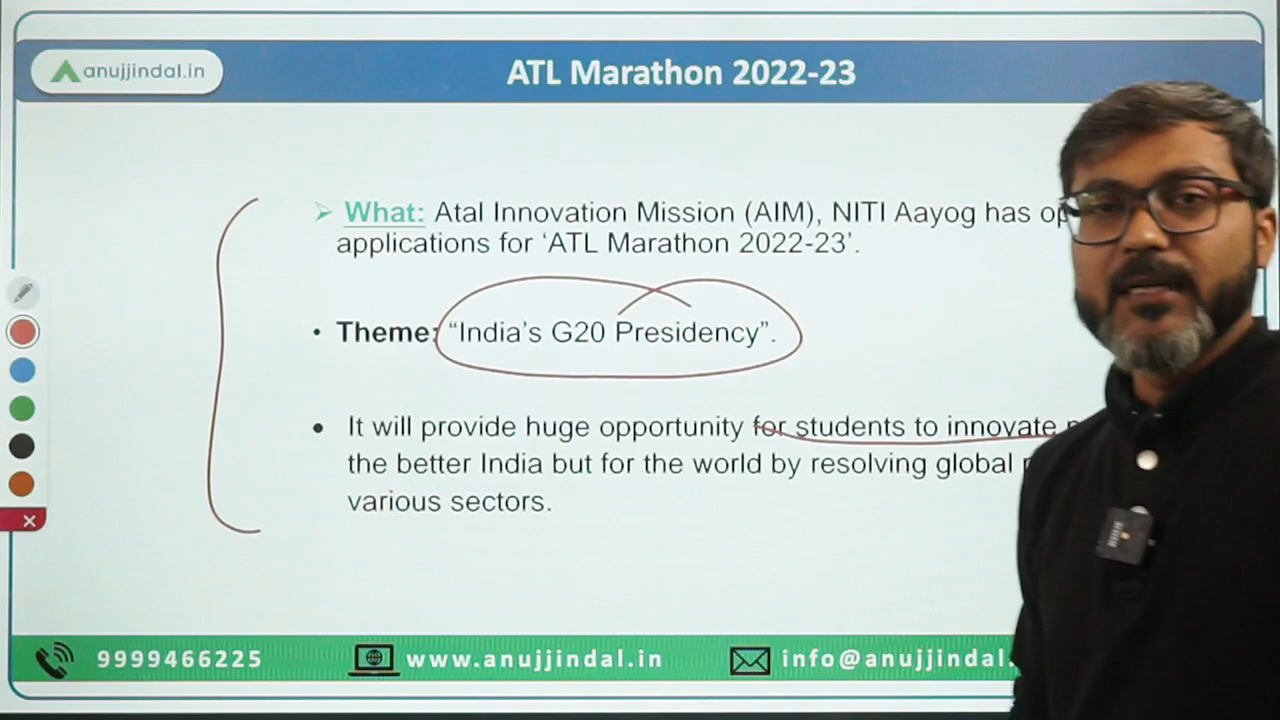 anujjindal.in
ATL Marathon 2022-23
What: Atal Innovation Mission (AIM), NITI Aayog has
applications for ‘ATL Marathon 2022-23’.
• Theme: “India’s G20 Presidency”.
• It will provide huge opportunity for students to innovate
the better India but for the world by resolving global
various sectors.
9999466225
www.anujjindal.in
info@anujjindal.